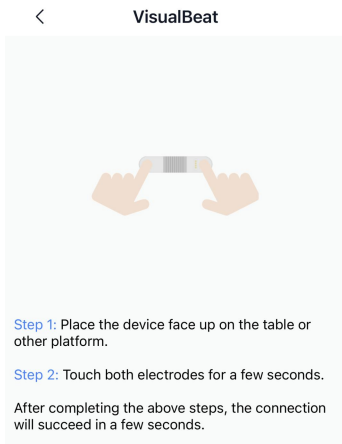 VisualBeat
Step 1: Place the device face up on the table or
other platform.
Step 2: Touch both electrodes for a few seconds.
After completing the above steps, the connection
will succeed in a few seconds.